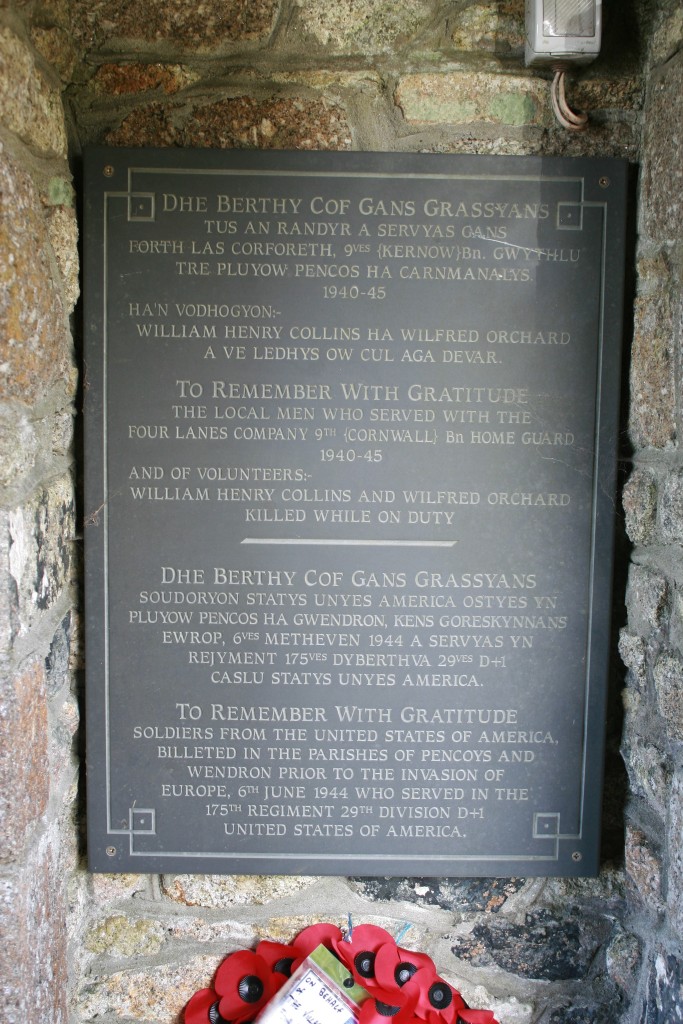 DHE BERTHY COF GANS GRASSYANS
TUS AN RANDYR A SERVYAS GANS
FORTH LAS CORFORETH, 9VES {KERNOW}BN. GWYTHLU
TRE PLUYOW PENCOS HA CARNMANALYS
1940-45
HA'N VODHOGYON:-
WILLIAM HENRY COLLINS HA WILFRED ORCHARD
A VE LEDHYS OW CUL AGA DEVAR.
TO REMEMBER WITH GRATITUDE
THE LOCAL MEN WHO SERVED WITH THE
FOUR LANES COMPANY 9TH {CORNWALL} BN HOME GUARD
1940-45
AND OF VOLUNTEERS:-
WILLIAM HENRY COLLINS AND WILFRED ORCHARD
KILLED WHILE ON DUTY
DHE BERTHY COF GANS GRASSYANS
SOUDORYON STATYS UNYES AMERICA OSTYES YN
PLUYOW PENCOS HA GWENDRON, KENS GORESKYNNANS
EWROP, 6VES METHEVEN 1944 A SERVYAS YN
REJYMENT 175VES DYBERTHVA 29VES D+1
CASLU STATYS UNYES AMERICA.
TO REMEMBER WITH GRATITUDE
SOLDIERS FROM THE UNITED STATES OF AMERICA,
BILLETED IN THE PARISHES OF PENCOYS AND
WENDRON PRIOR TO THE INVASION OF
EUROPE, 6TH JUNE 1944 WHO SERVED IN THE
175TH REGIMENT 29TH DIVISION D+1
UNITED STATES OF AMERICA.
ON BEHALF
OF
THE